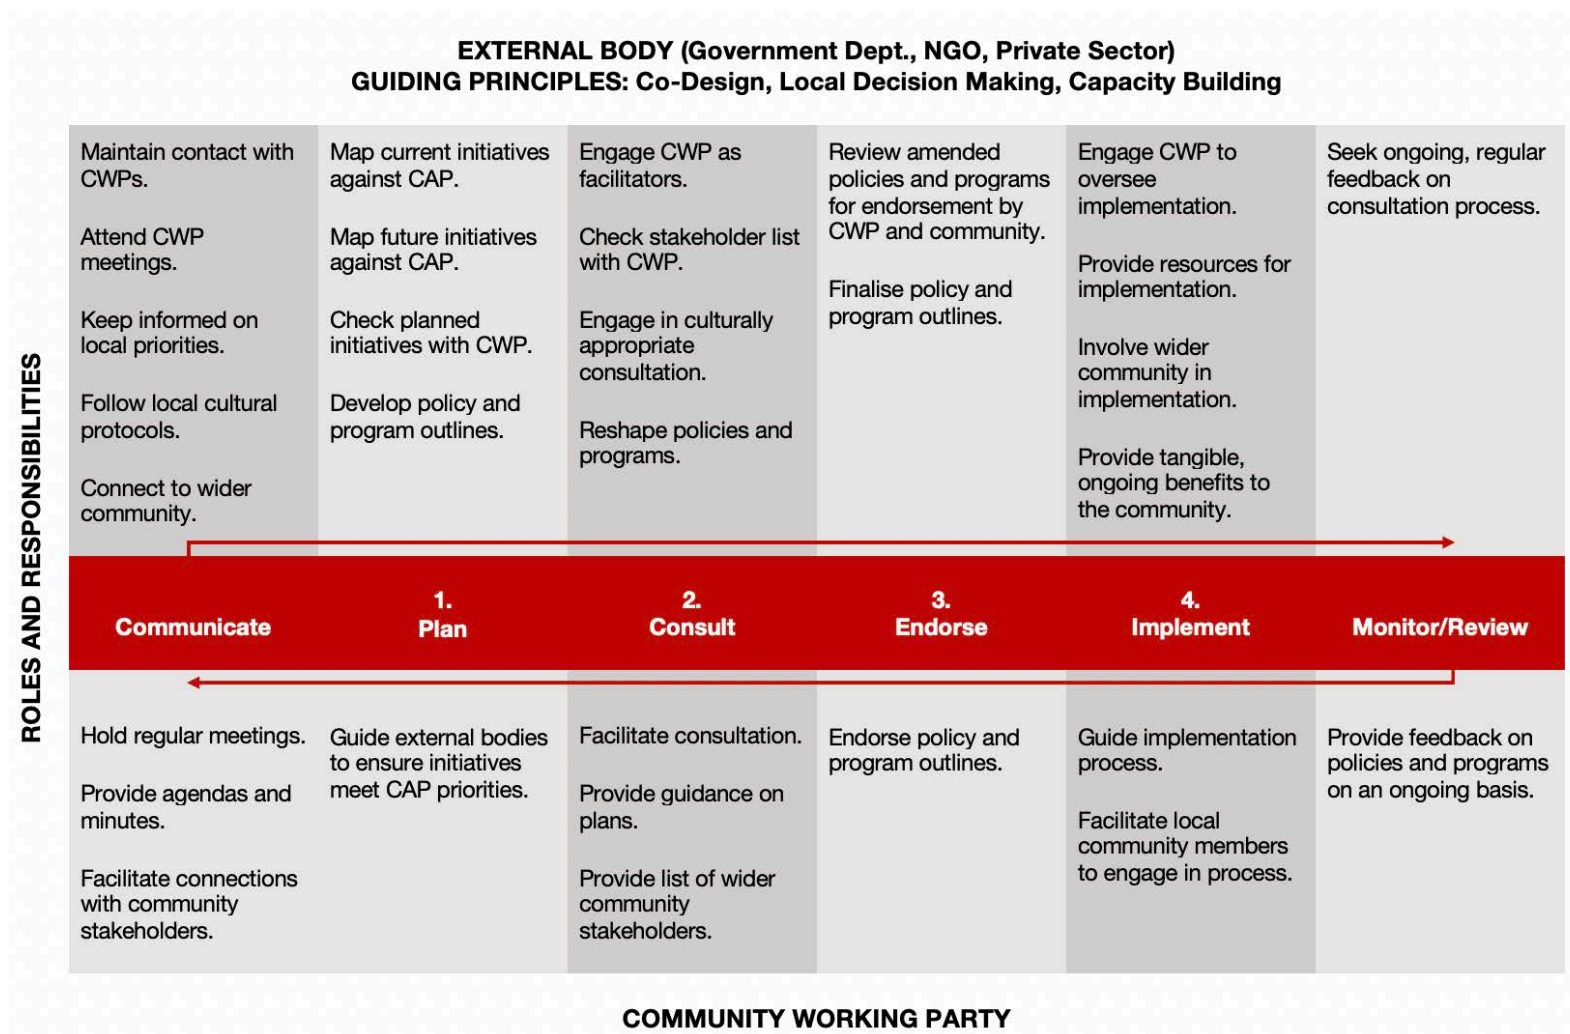 EXTERNAL BODY (Government Dept., NGO, Private Sector)
GUIDING PRINCIPLES: Co-Design, Local Decision Making, Capacity Building
ROLES AND RESPONSIBILITIES
Maintain contact with
CWPs.
Attend CWP
meetings.
Keep informed on
local priorities.
Follow local cultural
protocols.
Connect to wider
community.
Map current initiatives
against CAP.
Map future initiatives
against CAP.
Check planned
initiatives with CWP.
Develop policy and
program outlines.
Engage CWP as
facilitators.
Check stakeholder list
with CWP.
Engage in culturally
appropriate
consultation.
Reshape policies and
programs.
Review amended
policies and programs
for endorsement by
CWP and community.
Finalise policy and
program outlines.
Engage CWP to
oversee
implementation.
Provide resources for
implementation.
Involve wider
community in
implementation.
Provide tangible,
ongoing benefits to
the community.
Seek ongoing, regular
feedback on
consultation process.
Communicate
1.
Plan
2.
Consult
3.
Endorse
4.
Implement
Monitor/Review
Hold regular meetings.
Provide agendas and
minutes.
Facilitate connections
with community
stakeholders.
Guide external bodies
to ensure initiatives
meet CAP priorities.
Facilitate consultation.
Provide guidance on
plans.
Provide list of wider
community
stakeholders.
Endorse policy and
program outlines.
Guide implementation
process.
Facilitate local
community members
to engage in process.
Provide feedback on
policies and programs
on an ongoing basis.
COMMUNITY WORKING PARTY